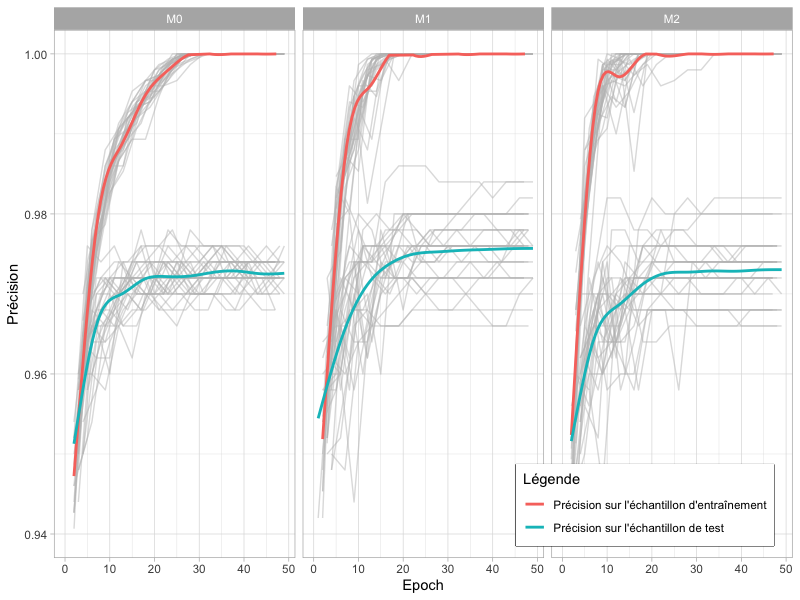 M0 M1 M2
Précision
1.00
0.98
0.96
0.94
0 10 20 30 40 50 0 10 20 30 40 50 0 10 20 30 40 50
Epoch
Légende
Précision sur l'échantillon d'entraînement
Précision sur l'échantillon de test